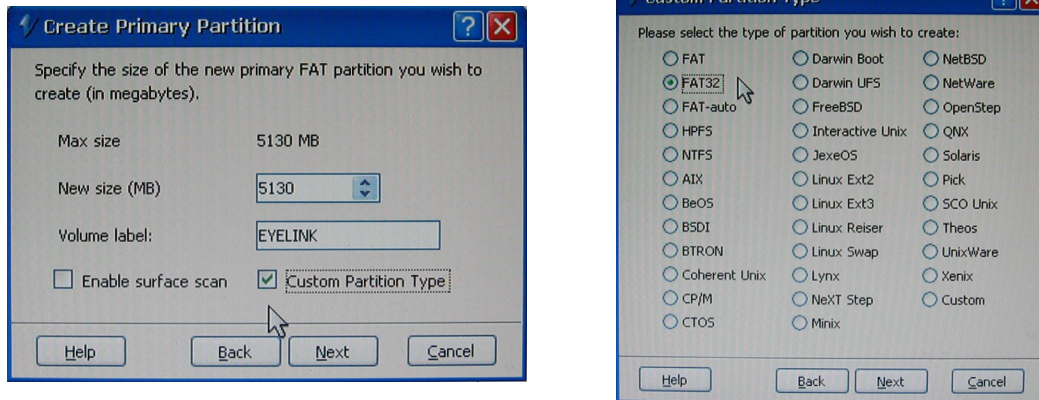 Create Primary Partition
Specify the size of the new primary FAT partition you wish to
create (in megabytes).
Max size 5130 MB
New size (MB) 5130
Volume label: EYELINK
Enable surface scan Custom Partition Type
Help Back Next Cancel
Custom Partition Type
Please select the type of partition you wish to create:
FAT Darwin Boot NetBSD
FAT32 Darwin UFS NetWare
FAT-auto FreeBSD OpenStep
HPFS Interactive Unix QNX
NTFS JexeOS Solaris
AIX Linux Ext2 Pick
BeOS Linux Ext3 SCO Unix
BSDI Linux Reiser Theos
BTRON Linux Swap UnixWare
Coherent Unix Lynx Xenix
CP/M NeXT Step Custom
CTOS Minix
Help Back Next Cancel